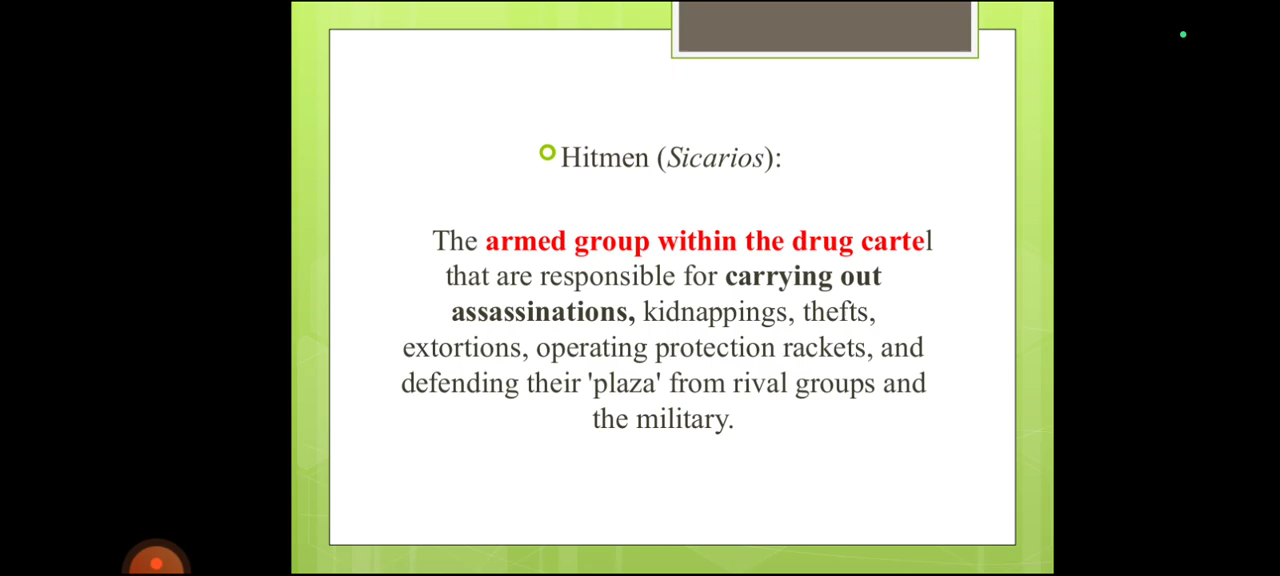 Hitmen (Sicarios):
The armed group within the drug cartel
that are responsible for carrying out
assassinations, kidnappings, thefts,
extortions, operating protection rackets, and
defending their 'plaza' from rival groups and
the military.